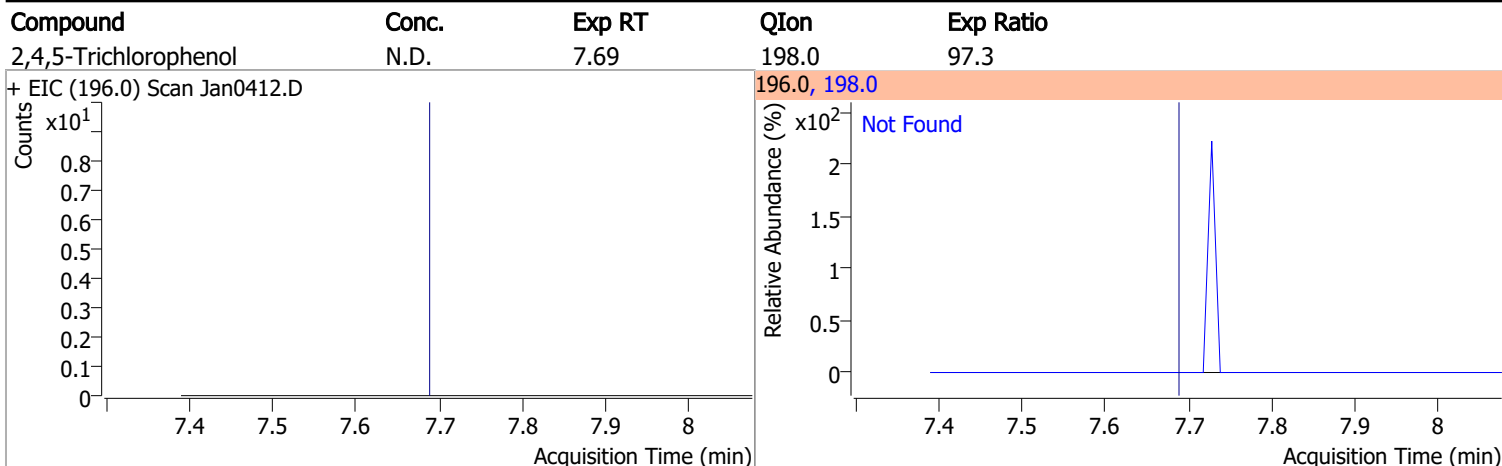 Compound Conc. Exp RT QIon Exp Ratio
2,4,5-Trichlorophenol N.D. 7.69 198.0 97.3
+ EIC (196.0) Scan Jan0412.D
Counts
x10¹
0.8
0.7
0.6
0.5
0.4
0.3
0.2
0.1
0
7.4 7.5 7.6 7.7 7.8 7.9 8
Acquisition Time (min)
196.0, 198.0
Relative Abundance (%)
x10²
Not Found
2
1.5
1
0.5
0
7.4 7.5 7.6 7.7 7.8 7.9 8
Acquisition Time (min)